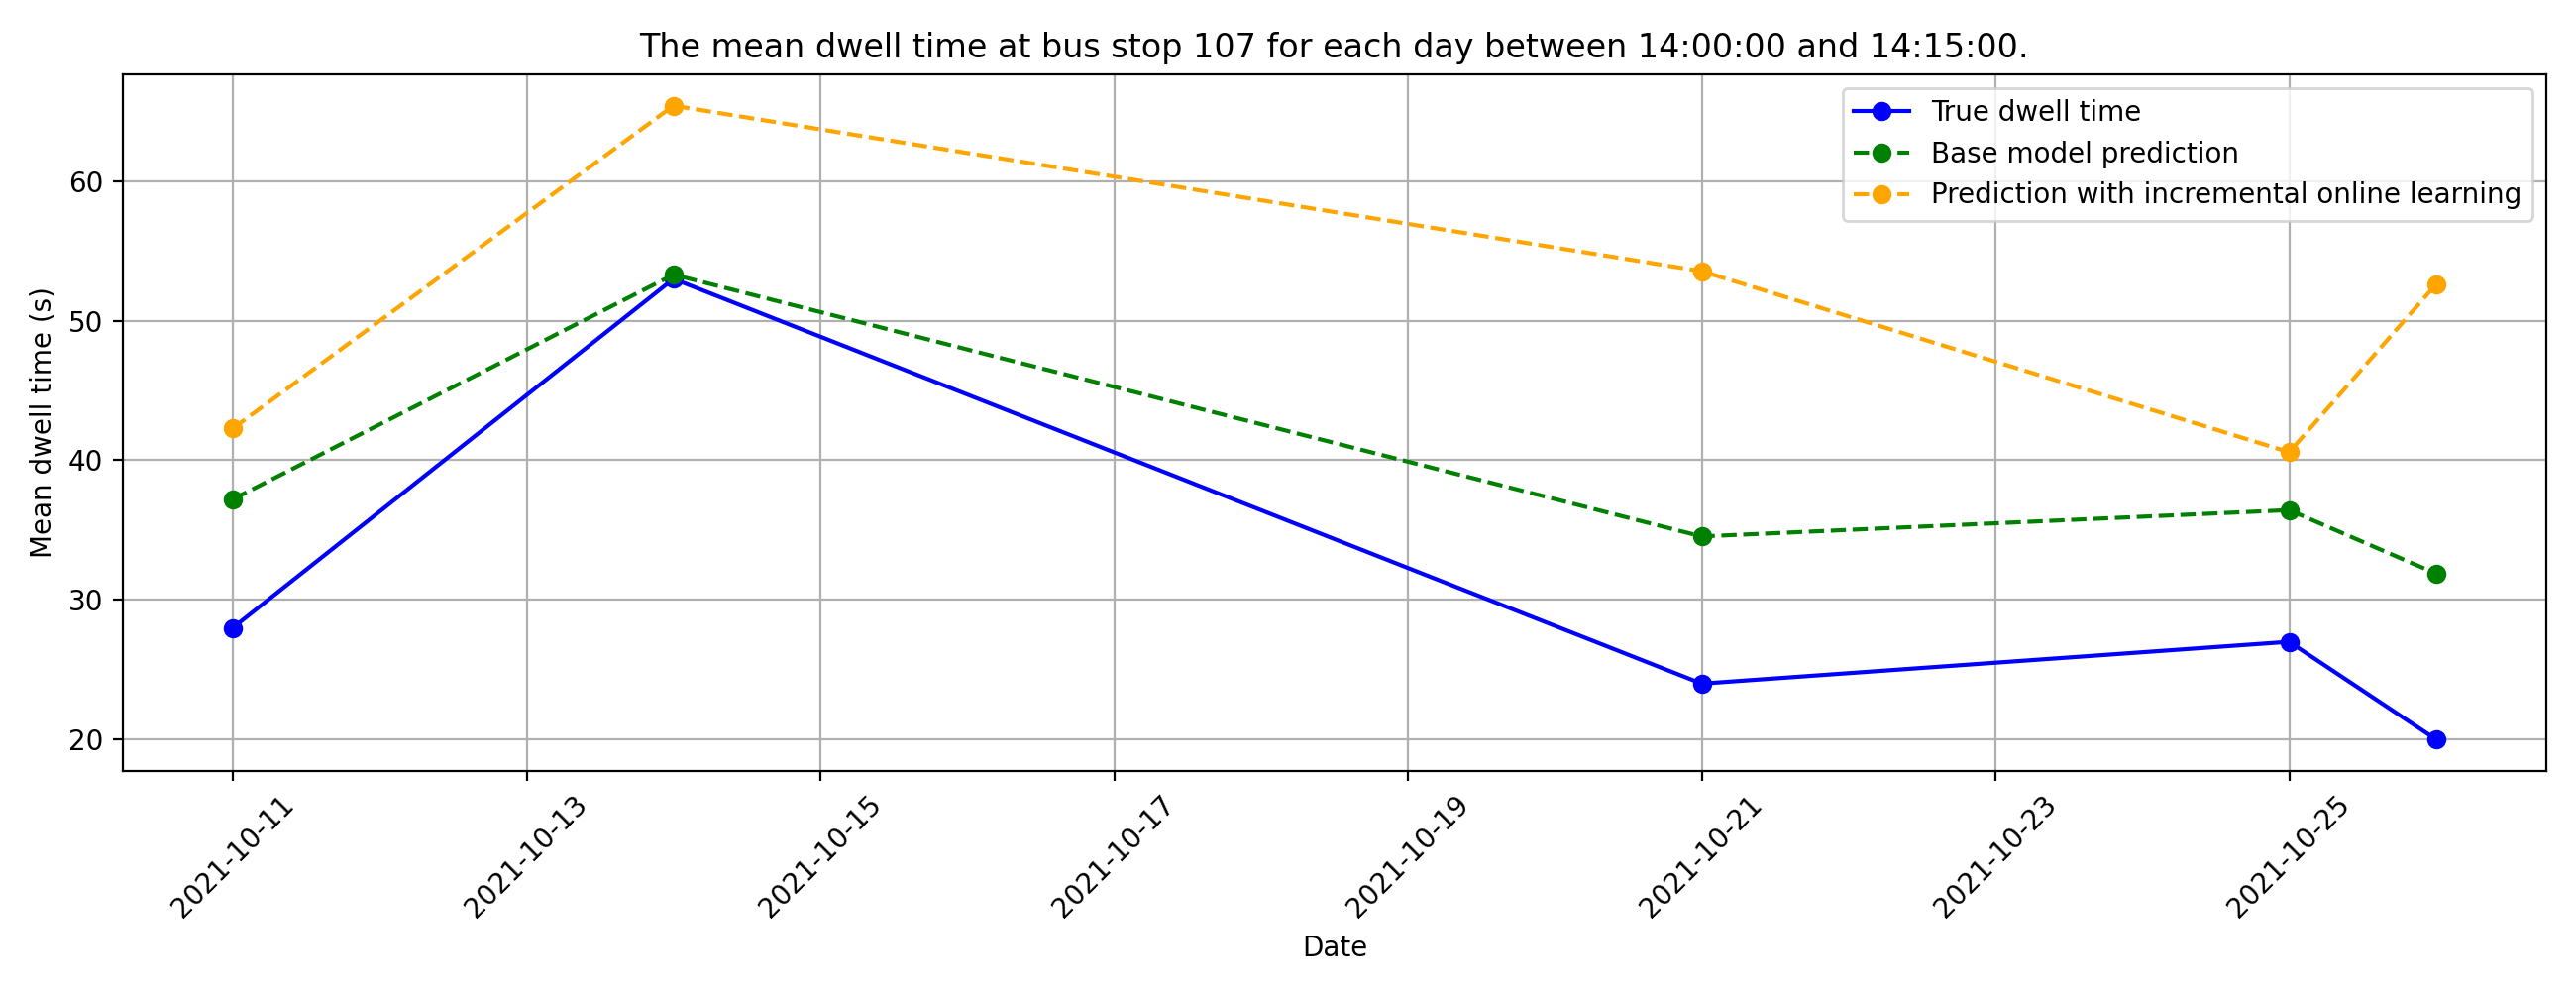 The mean dwell time at bus stop 107 for each day between 14:00:00 and 14:15:00.
True dwell time
Base model prediction
Prediction with incremental online learning
Mean dwell time (s)
60
50
40
30
20
2021-10-11
2021-10-13
2021-10-15
2021-10-17
2021-10-19
2021-10-21
2021-10-23
2021-10-25
Date